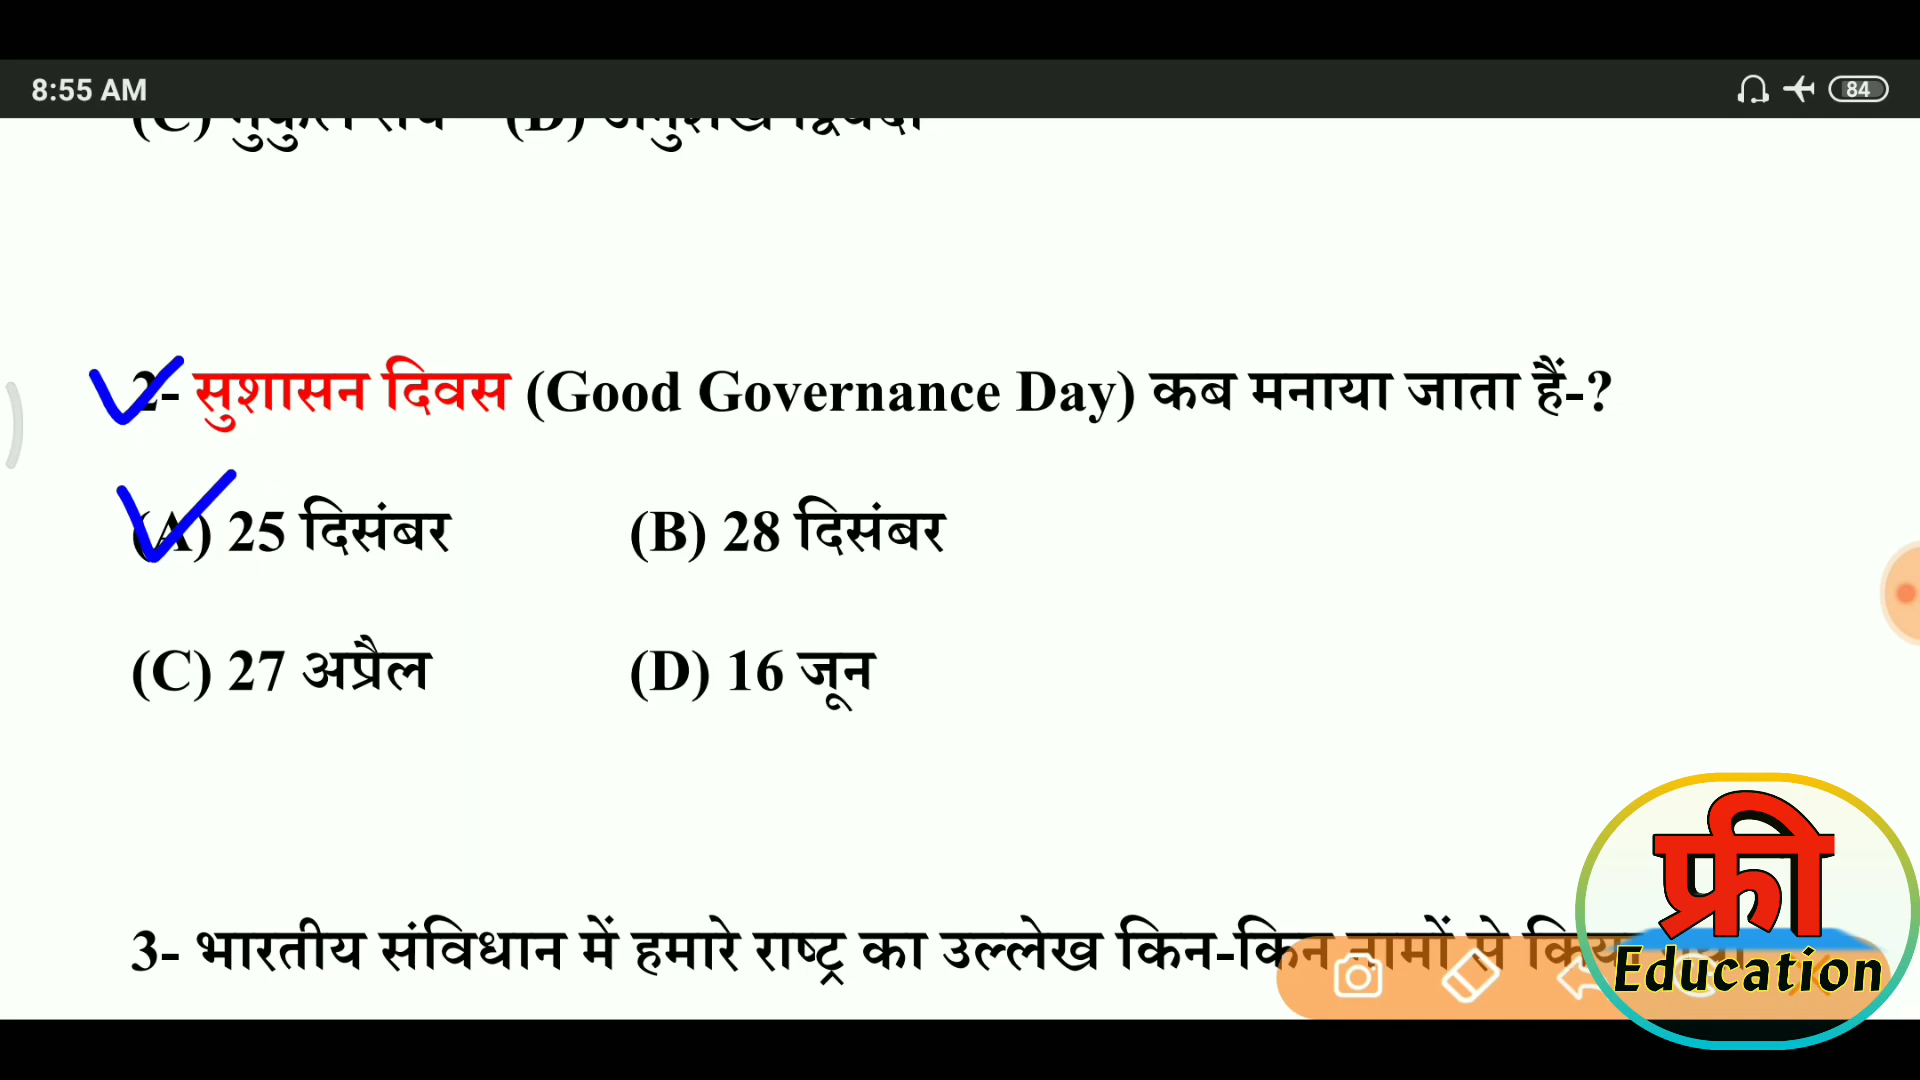 8:55 AM
84
2- सुशासन दिवस (Good Governance Day) कब मनाया जाता हैं-?
(A) 25 दिसंबर (B) 28 दिसंबर
(C) 27 अप्रैल (D) 16 जून
3- भारतीय संविधान में हमारे राष्ट्र का उल्लेख किन-किन नामों से
फ्री
Education